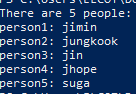 There are 5 people:
person1: jimin
person2: jungkook
person3: jin
person4: jhope
person5: suga